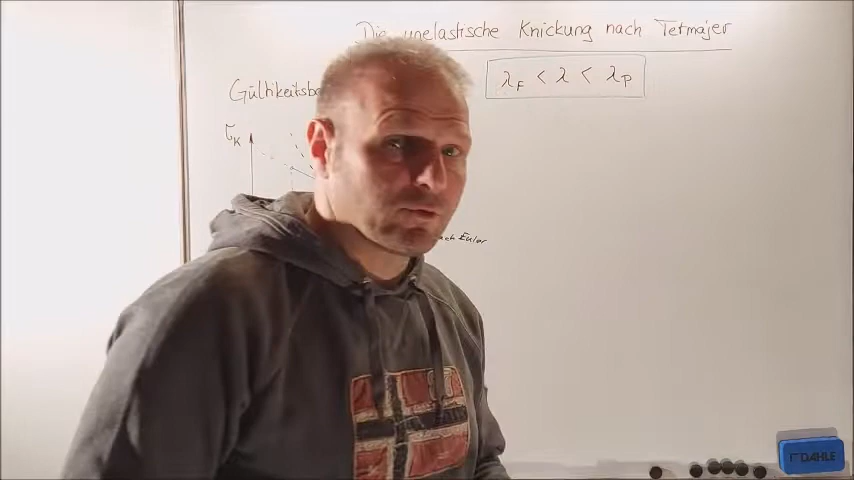 Die unelastische Knickung nach Tetmajer
λF < λ < λP
σK
nach Euler
DAHLE